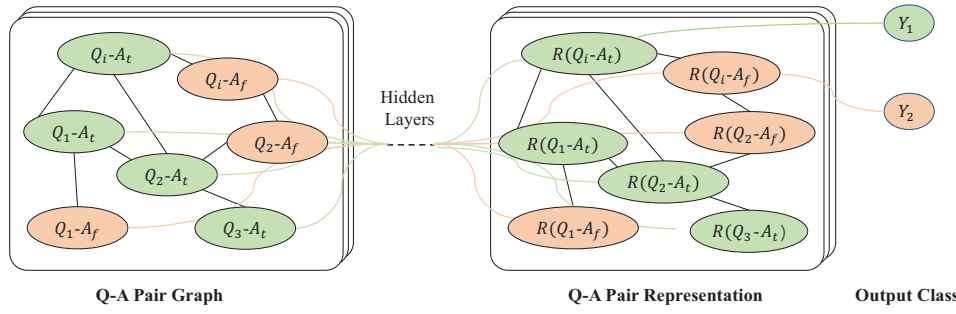 Q_i-A_t
Q_i-A_f
Q_1-A_t
Q_2-A_f
Q_2-A_t
Q_1-A_f
Q_3-A_t
Q-A Pair Graph
Hidden
Layers
R(Q_i-A_t)
R(Q_i-A_f)
R(Q_1-A_t)
R(Q_2-A_f)
R(Q_2-A_t)
R(Q_1-A_f)
R(Q_3-A_t)
Q-A Pair Representation
Y_1
Y_2
Output Class